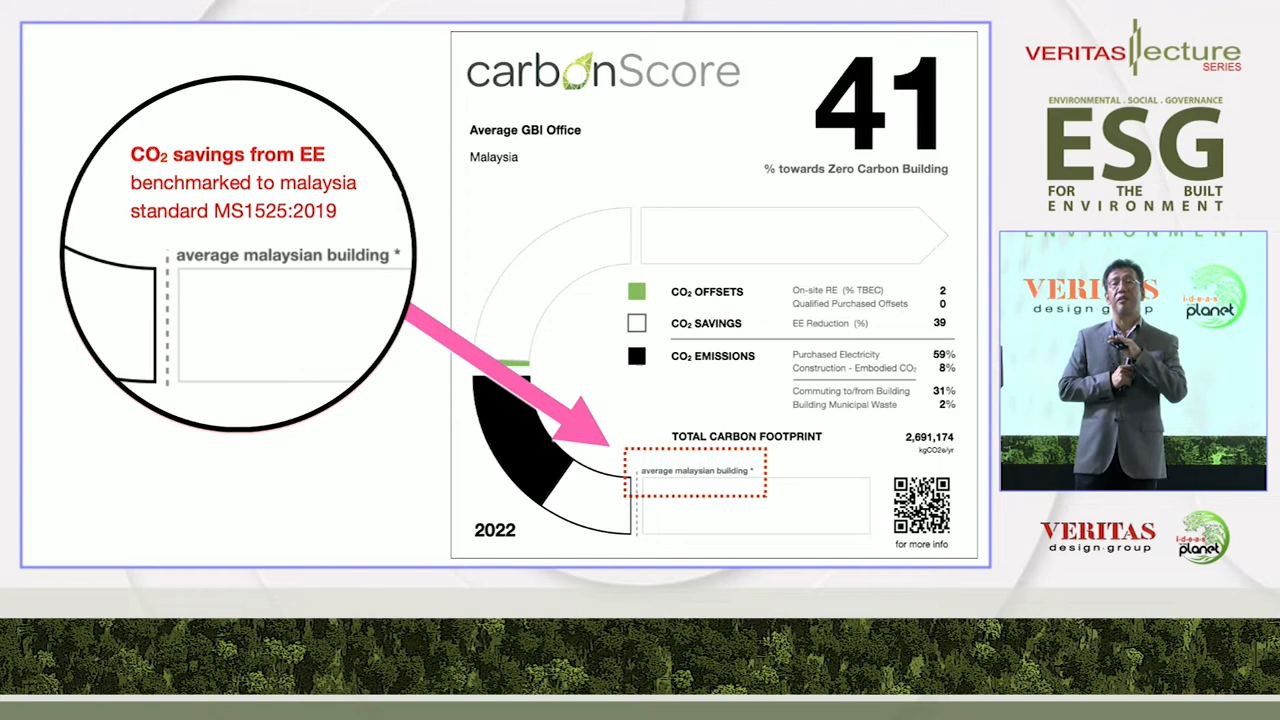 CO₂ savings from EE
benchmarked to malaysia
standard MS1525:2019
average malaysian building *
carbonScore
41
Average GBI Office
Malaysia
% towards Zero Carbon Building
CO₂ OFFSETS
On-site RE (% TBEC) 2
Qualified Purchased Offsets 0
CO₂ SAVINGS
EE Reduction (%) 39
CO₂ EMISSIONS
Purchased Electricity 59%
Construction - Embodied CO₂ 8%
Commuting to/from Building 31%
Building Municipal Waste 2%
TOTAL CARBON FOOTPRINT 2,691,174
kgCO2e/yr
average malaysian building *
2022
for more info
VERITAS lecture
SERIES
ENVIRONMENTAL . SOCIAL . GOVERNANCE
ESG
FOR THE BUILT
ENVIRONMENT
ENVIRONMENT
VERITAS
design group
i-d-e-a-s
planet
VERITAS
design group
i-d-e-a-s
planet